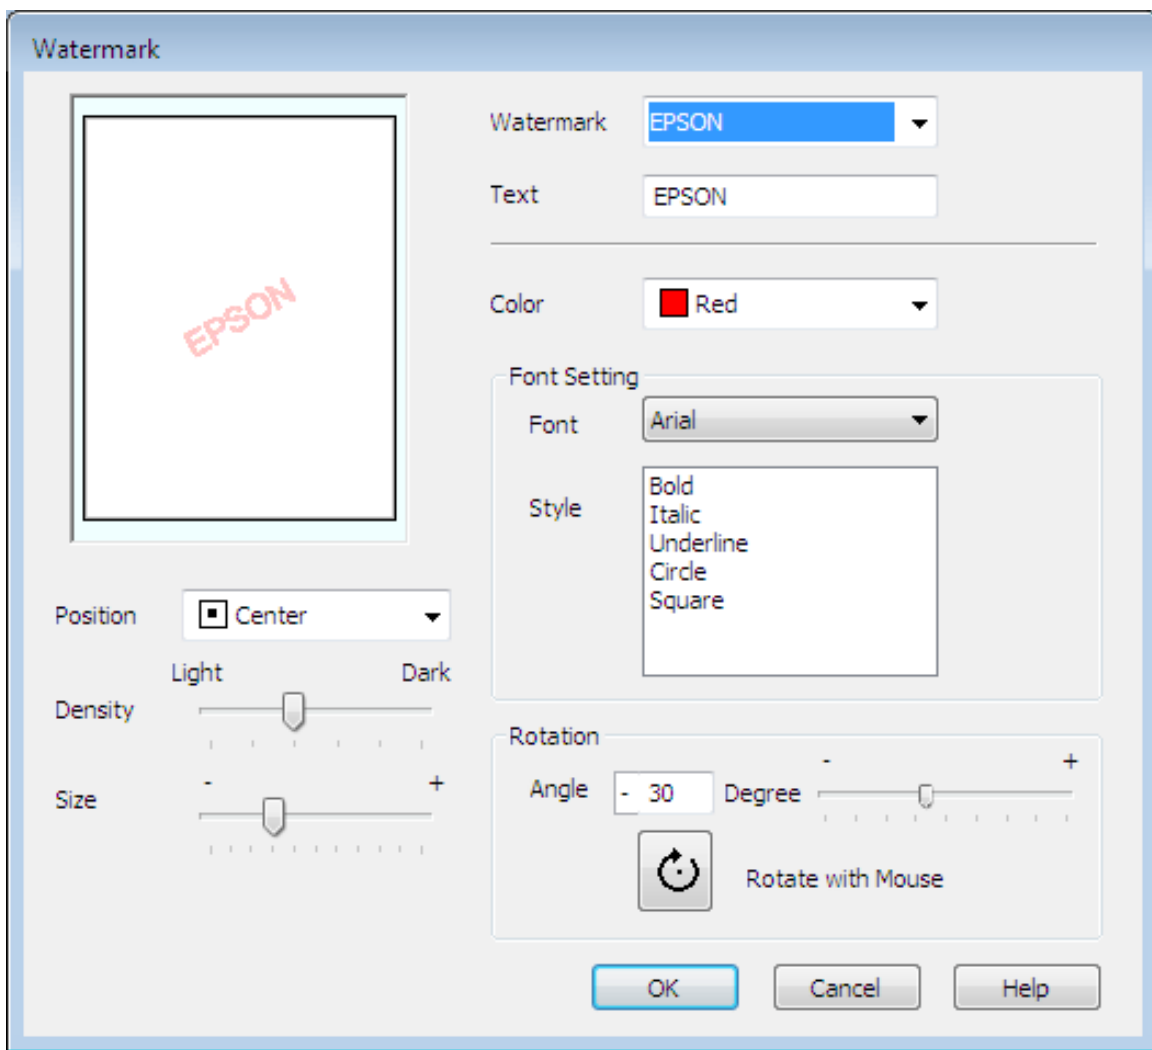 Watermark
EPSON
Watermark EPSON
Text EPSON
Color Red
Font Setting
Font Arial
Style
Bold
Italic
Underline
Circle
Square
Position Center
Light Dark
Density
- +
Size
Rotation
- +
Angle - 30 Degree
Rotate with Mouse
OK Cancel Help